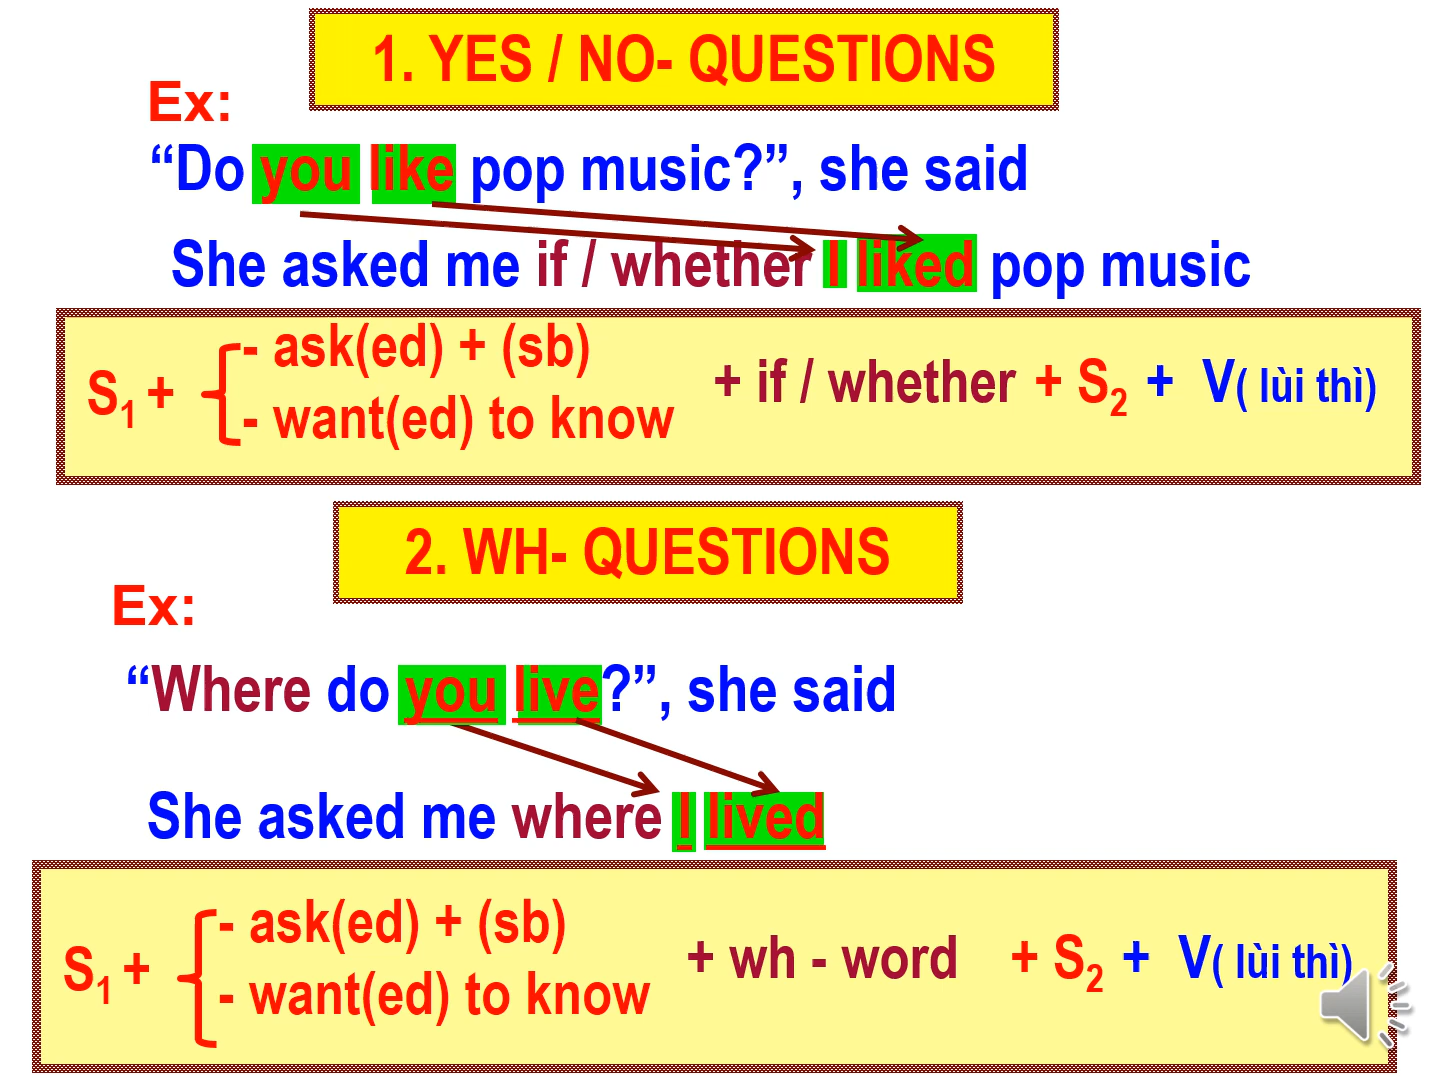 1. YES / NO- QUESTIONS
Ex:
“Do you like pop music?”, she said
She asked me if / whether I liked pop music
- ask(ed) + (sb)
S1 + + if / whether + S2 + V( lùi thì)
- want(ed) to know
2. WH- QUESTIONS
Ex:
“Where do you live?”, she said
She asked me where I lived
- ask(ed) + (sb)
S1 + + wh - word + S2 + V( lùi thì)
- want(ed) to know